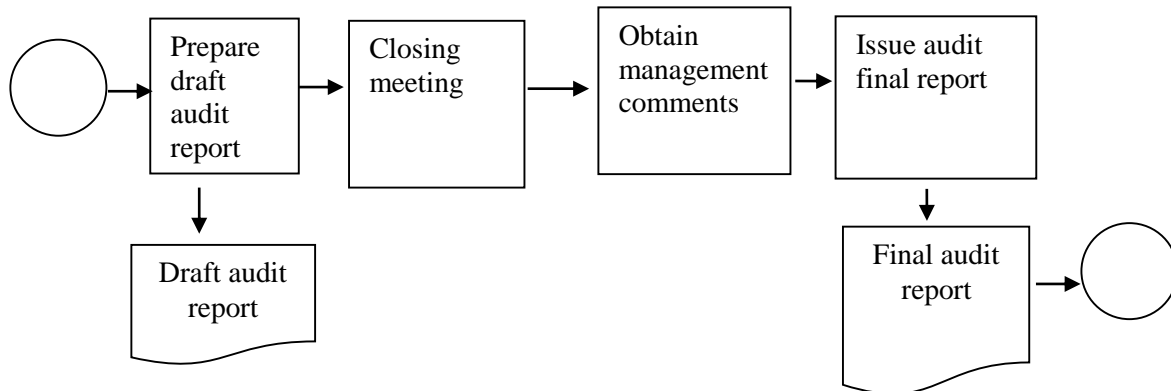 Prepare
draft
audit
report
Closing
meeting
Obtain
management
comments
Issue audit
final report
Draft audit
report
Final audit
report